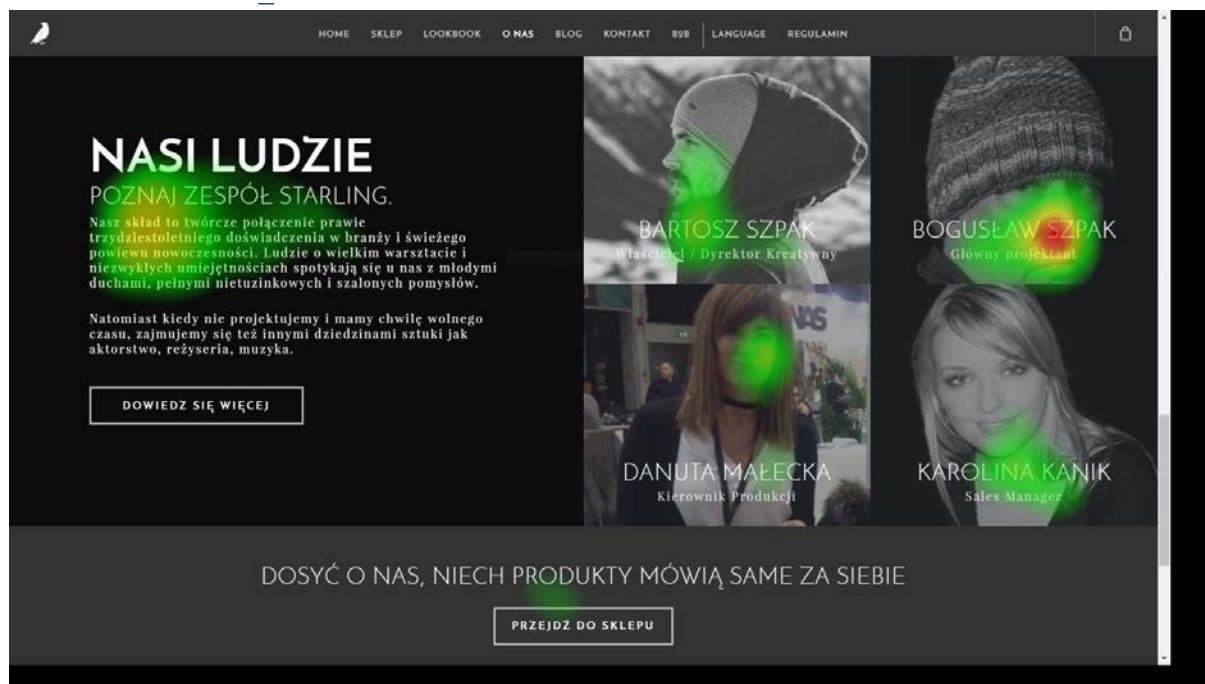 HOME SKLEP LOOKBOOK O NAS BLOG KONTAKT B2B LANGUAGE REGULAMIN
NASI LUDZIE
POZNAJ ZESPÓŁ STARLING.
Nasz skład to twórcze połączenie prawie
trzydziestoletniego doświadczenia w branży i świeżego
powiewu nowoczesności. Ludzie o wielkim warsztacie i
niezwykłych umiejętnościach spotykają się u nas z młodymi
duchami, pełnymi nietuzinkowych i szalonych pomysłów.
Natomiast kiedy nie projektujemy i mamy chwilę wolnego
czasu, zajmujemy się też innymi dziedzinami sztuki jak
aktorstwo, reżyseria, muzyka.
DOWIEDZ SIĘ WIĘCEJ
BARTOSZ SZPAK
Właściciel / Dyrektor Kreatywny
BOGUSŁAW SZPAK
Główny projektant
NAS
DANUTA MAŁECKA
Kierownik Produkcji
KAROLINA KANIK
Sales Manager
DOSYĆ O NAS, NIECH PRODUKTY MÓWIĄ SAME ZA SIEBIE
PRZEJDŹ DO SKLEPU